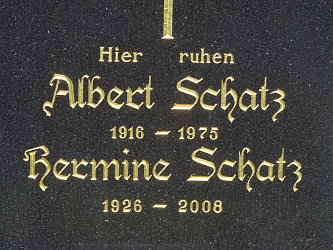 Hier ruhen
Albert Schatz
1916 – 1975
Hermine Schatz
1926 – 2008